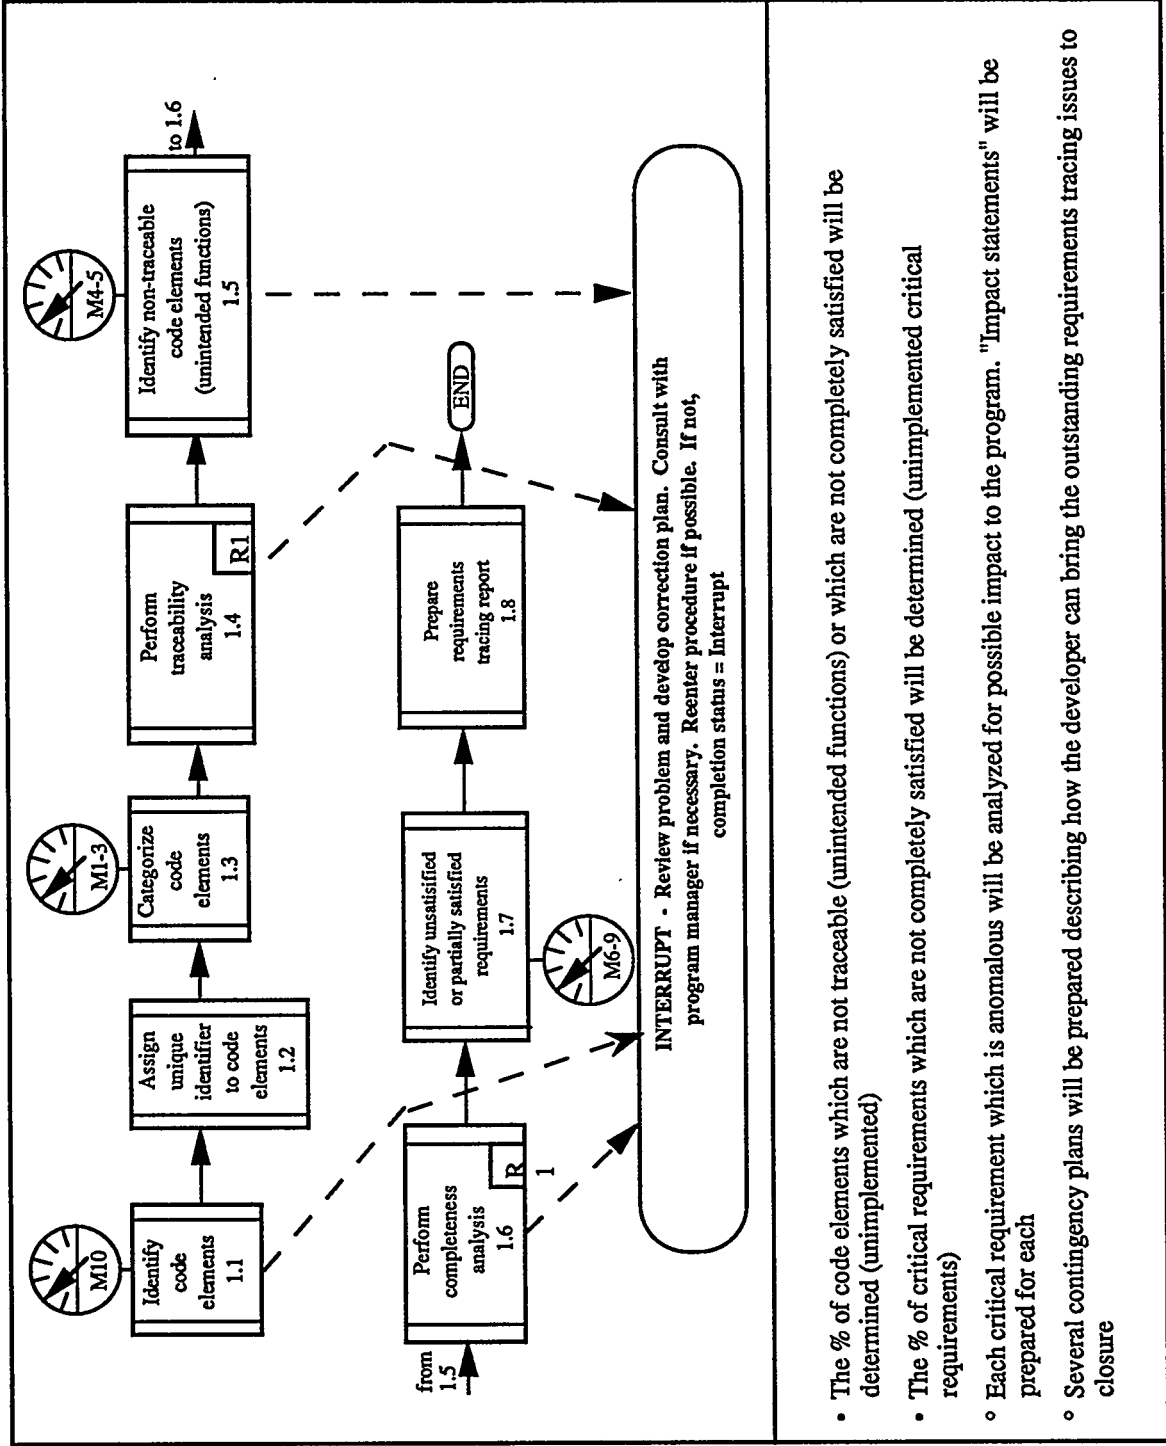 M10
Identify
code
elements
1.1
Assign
unique
identifier
to code
elements
1.2
M1-3
Categorize
code
elements
1.3
Perform
traceability
analysis
1.4
R1
M4-5
Identify non-traceable
code elements
(unintended functions)
1.5
to 1.6
from
1.5
Perform
completeness
analysis
1.6
R
1
Identify unsatisified
or partially satisfied
requirements
1.7
M6-9
Prepare
requirements
tracing report
1.8
END
INTERRUPT - Review problem and develop correction plan. Consult with
program manager if necessary. Reenter procedure if possible. If not,
completion status = Interrupt
• The % of code elements which are not traceable (unintended functions) or which are not completely satisfied will be
determined (unimplemented)
• The % of critical requirements which are not completely satisfied will be determined (unimplemented critical
requirements)
° Each critical requirement which is anomalous will be analyzed for possible impact to the program. "Impact statements" will be
prepared for each
° Several contingency plans will be prepared describing how the developer can bring the outstanding requirements tracing issues to
closure